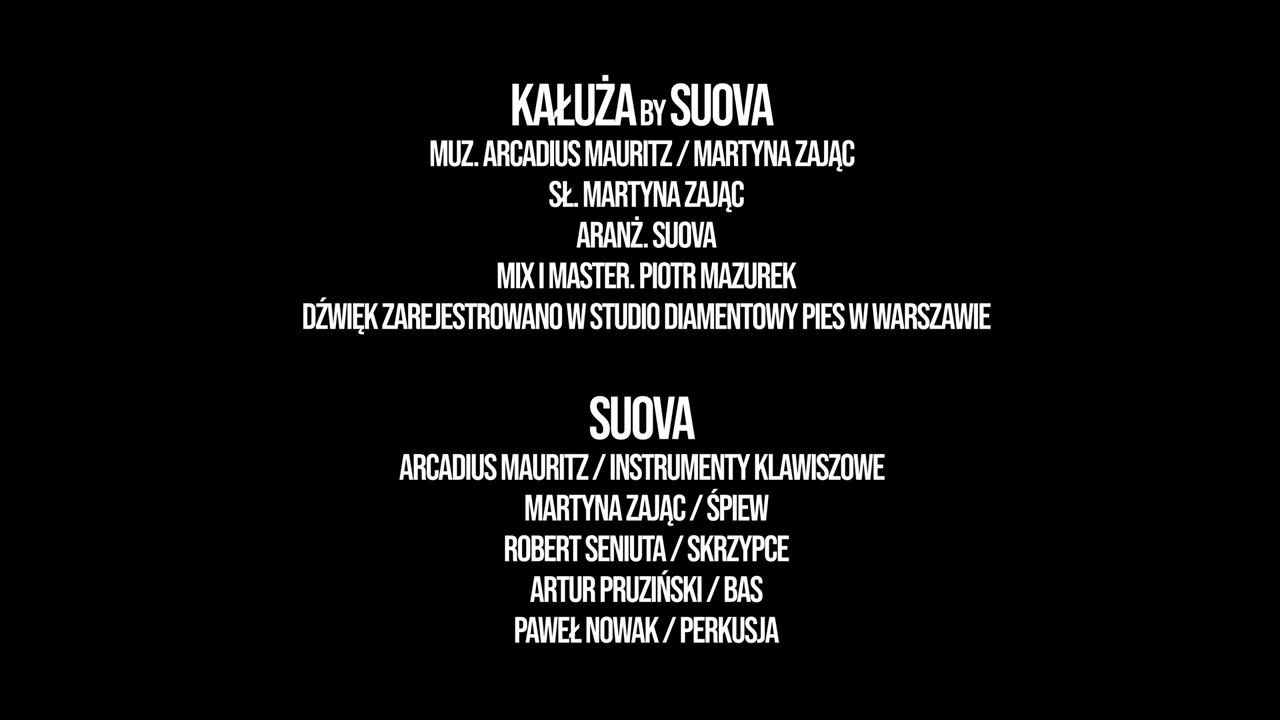 KAŁUŻA BY SUOVA
MUZ. ARCADIUS MAURITZ / MARTYNA ZAJĄC
SŁ. MARTYNA ZAJĄC
ARANŻ. SUOVA
MIX I MASTER. PIOTR MAZUREK
DŹWIĘK ZAREJESTROWANO W STUDIO DIAMENTOWY PIES W WARSZAWIE
SUOVA
ARCADIUS MAURITZ / INSTRUMENTY KLAWISZOWE
MARTYNA ZAJĄC / ŚPIEW
ROBERT SENIUTA / SKRZYPCE
ARTUR PRUZIŃSKI / BAS
PAWEŁ NOWAK / PERKUSJA